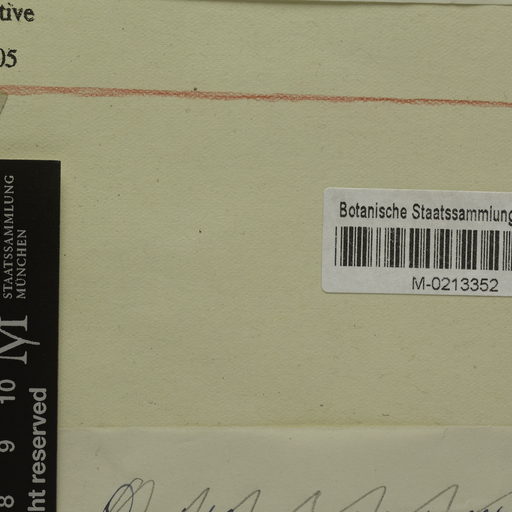 tive
05
Botanische Staatssammlung
M-0213352
STAATSSAMMLUNG
MÜNCHEN
M
8 9 10
ht reserved